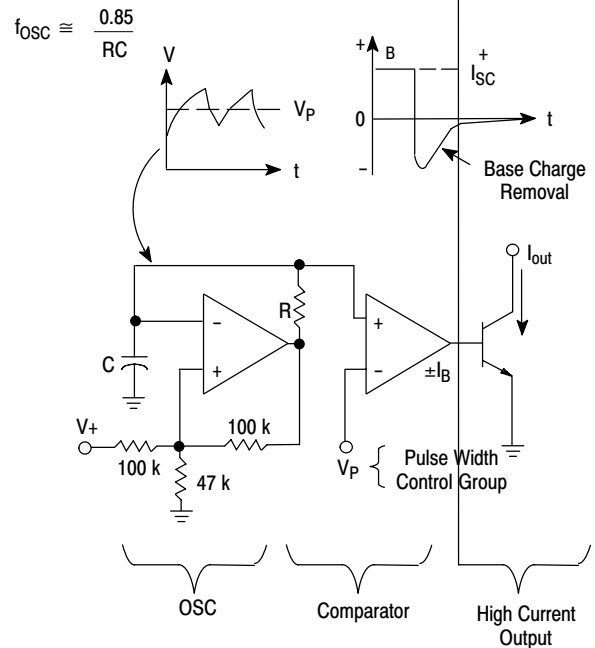 fOSC ≅ 0.85
RC
V
VP
t
+
B
+
ISC
0
t
–
Base Charge
Removal
Iout
R
–
+
+
–
±IB
C
V+
100 k
100 k
47 k
VP { Pulse Width
Control Group
OSC
Comparator
High Current
Output